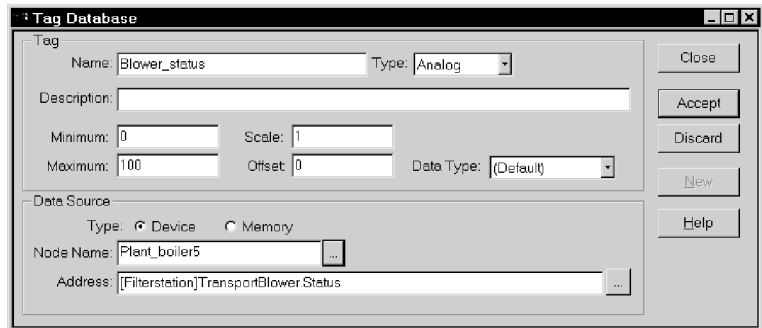 Tag Database
Tag
Name: Blower_status Type: Analog
Close
Description:
Accept
Minimum: 0 Scale: 1
Discard
Maximum: 100 Offset: 0 Data Type: (Default)
New
Data Source
Type: Device Memory
Help
Node Name: Plant_boiler5 ...
Address: [Filterstation]TransportBlower.Status ...